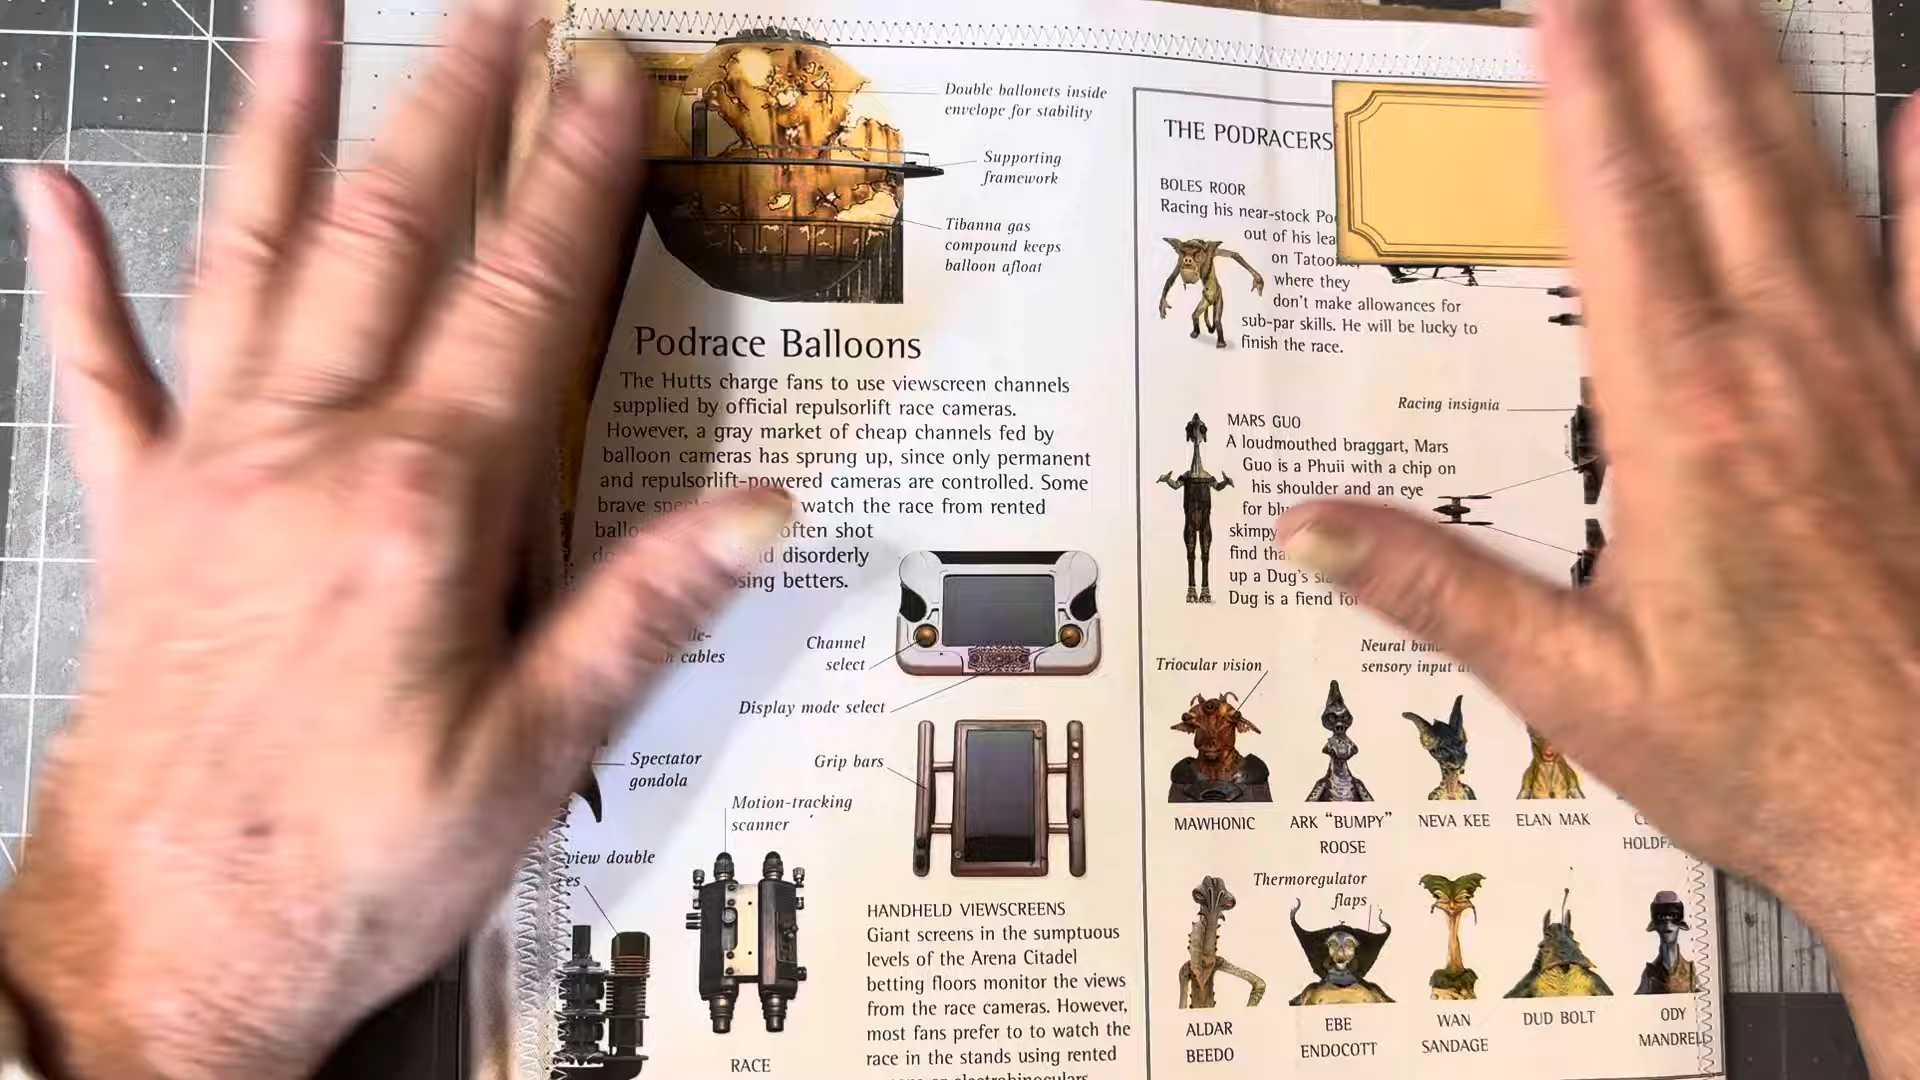 Double ballonets inside
envelope for stability
Supporting
framework
Tibanna gas
compound keeps
balloon afloat
Podrace Balloons
The Hutts charge fans to use viewscreen channels
supplied by official repulsorlift race cameras.
However, a gray market of cheap channels fed by
balloon cameras has sprung up, since only permanent
and repulsorlift-powered cameras are controlled. Some
brave watch the race from rented
often shot
disorderly
betters.
cables
Channel
select
Display mode select
Spectator
gondola
Grip bars
Motion-tracking
scanner
view double
RACE
HANDHELD VIEWSCREENS
Giant screens in the sumptuous
levels of the Arena Citadel
betting floors monitor the views
from the race cameras. However,
most fans prefer to to watch the
race in the stands using rented
electrobinoculars
THE PODRACERS
BOLES ROOR
Racing his near-stock
out of his
on
where they
don't make allowances for
sub-par skills. He will be lucky to
finish the race.
Racing insignia
MARS GUO
A loudmouthed braggart, Mars
Guo is a Phuii with a chip on
his shoulder and an eye
for
skimpy
find
up a Dug's
Dug is a fiend
Triocular vision
Neural
sensory input
MAWHONIC
ARK “BUMPY”
ROOSE
NEVA KEE
ELAN MAK
Thermoregulator
flaps
ALDAR
BEEDO
EBE
ENDOCOTT
WAN
SANDAGE
DUD BOLT
ODY
MANDRELL